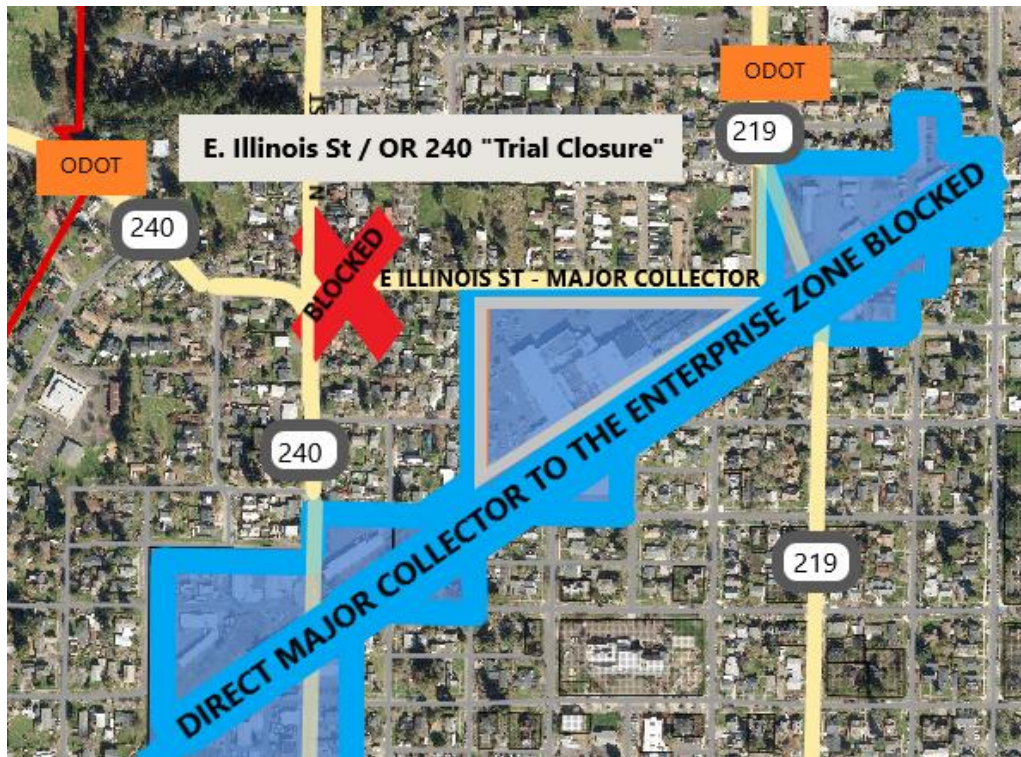 ODOT
219
E. Illinois St / OR 240 "Trial Closure"
ODOT
240
BLOCKED
E ILLINOIS ST - MAJOR COLLECTOR
DIRECT MAJOR COLLECTOR TO THE ENTERPRISE ZONE BLOCKED
240
219